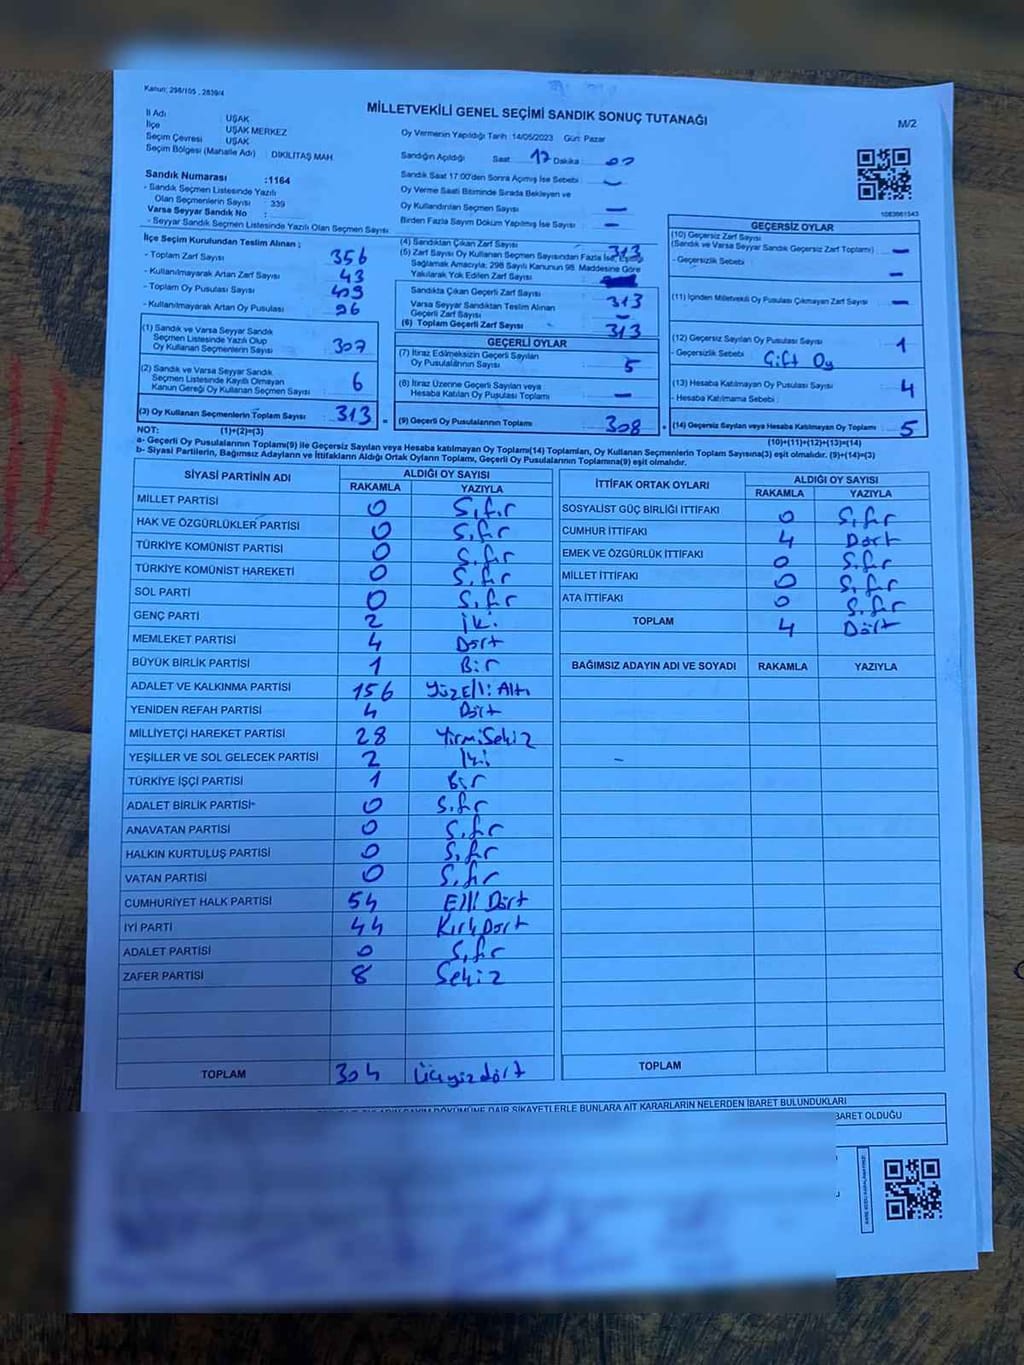 Kanun: 298/105 , 2839/4
MİLLETVEKİLİ GENEL SEÇİMİ SANDIK SONUÇ TUTANAĞI
M/2
İl Adı : UŞAK
İlçe : UŞAK MERKEZ
Seçim Çevresi : UŞAK
Seçim Bölgesi (Mahalle Adı) : DİKİLİTAŞ MAH.
Sandık Numarası :1164
- Sandık Seçmen Listesinde Yazılı
Olan Seçmenlerin Sayısı : 339
Varsa Seyyar Sandık No :
- Seyyar Sandık Seçmen Listesinde Yazılı Olan Seçmen Sayısı
Oy Vermenin Yapıldığı Tarih: 14/05/2023 Gün: Pazar
Sandığın Açıldığı Saat 17 Dakika : 00
Sandık Saat 17:00'den Sonra Açılmış İse Sebebi : —
Oy Verme Saati Bitiminde Sırada Bekleyen ve
Oy Kullandırılan Seçmen Sayısı : —
Birden Fazla Sayım Döküm Yapılmış İse Sayısı : —
1083661543
İlçe Seçim Kurulundan Teslim Alınan ;
- Toplam Zarf Sayısı : 356
- Kullanılmayarak Artan Zarf Sayısı : 43
- Toplam Oy Pusulası Sayısı : 409
- Kullanılmayarak Artan Oy Pusulası : 96
(1) Sandık ve Varsa Seyyar Sandık
Seçmen Listesinde Yazılı Olup
Oy Kullanan Seçmenlerin Sayısı : 307
(2) Sandık ve Varsa Seyyar Sandık
Seçmen Listesinde Kayıtlı Olmayan
Kanun Gereği Oy Kullanan Seçmen Sayısı : 6
(3) Oy Kullanan Seçmenlerin Toplam Sayısı : 313
(4) Sandıktan Çıkan Zarf Sayısı : 313
(5) Zarf Sayısı Oy Kullanan Seçmen Sayısından Fazla İse, Eşitliği
Sağlamak Amacıyla; 298 Sayılı Kanunun 98. Maddesine Göre
Yakılarak Yok Edilen Zarf Sayısı :
Sandıkta Çıkan Geçerli Zarf Sayısı : 313
Varsa Seyyar Sandıktan Teslim Alınan
Geçerli Zarf Sayısı : —
(6) Toplam Geçerli Zarf Sayısı : 313
GEÇERLİ OYLAR
(7) İtiraz Edilmeksizin Geçerli Sayılan
Oy Pusulalarının Sayısı : 5
(8) İtiraz Üzerine Geçerli Sayılan veya
Hesaba Katılan Oy Pusulası Toplamı : —
(9) Geçerli Oy Pusulalarının Toplamı : 308
GEÇERSİZ OYLAR
(10) Geçersiz Zarf Sayısı
(Sandık ve Varsa Seyyar Sandık Geçersiz Zarf Toplamı) : —
- Geçersizlik Sebebi : —
(11) İçinden Milletvekili Oy Pusulası Çıkmayan Zarf Sayısı : —
(12) Geçersiz Sayılan Oy Pusulası Sayısı : 1
- Geçersizlik Sebebi : Çift Oy
(13) Hesaba Katılmayan Oy Pusulası Sayısı : 4
- Hesaba Katılmama Sebebi :
(14) Geçersiz Sayılan veya Hesaba Katılmayan Oy Toplamı : 5
NOT: (1)+(2)=(3)
(10)+(11)+(12)+(13)=(14)
a- Geçerli Oy Pusulalarının Toplamı(9) ile Geçersiz Sayılan veya Hesaba katılmayan Oy Toplamı(14) Toplamları, Oy Kullanan Seçmenlerin Toplam Sayısına(3) eşit olmalıdır. (9)+(14)=(3)
b- Siyasi Partilerin, Bağımsız Adayların ve İttifakların Aldığı Ortak Oyların Toplamı, Geçerli Oy Pusulalarının Toplamına(9) eşit olmalıdır.
SİYASİ PARTİNİN ADI ALDIĞI OY SAYISI
RAKAMLA YAZIYLA
MİLLET PARTİSİ 0 Sıfır
HAK VE ÖZGÜRLÜKLER PARTİSİ 0 Sıfır
TÜRKİYE KOMÜNİST PARTİSİ 0 Sıfır
TÜRKİYE KOMÜNİST HAREKETİ 0 Sıfır
SOL PARTİ 0 Sıfır
GENÇ PARTİ 2 İki
MEMLEKET PARTİSİ 4 Dört
BÜYÜK BİRLİK PARTİSİ 1 Bir
ADALET VE KALKINMA PARTİSİ 156 Yüz Elli Altı
YENİDEN REFAH PARTİSİ 4 Dört
MİLLİYETÇİ HAREKET PARTİSİ 28 Yirmi Sekiz
YEŞİLLER VE SOL GELECEK PARTİSİ 2 İki
TÜRKİYE İŞÇİ PARTİSİ 1 Bir
ADALET BİRLİK PARTİSİ 0 Sıfır
ANAVATAN PARTİSİ 0 Sıfır
HALKIN KURTULUŞ PARTİSİ 0 Sıfır
VATAN PARTİSİ 0 Sıfır
CUMHURİYET HALK PARTİSİ 54 Elli Dört
İYİ PARTİ 44 Kırk Dört
ADALET PARTİSİ 0 Sıfır
ZAFER PARTİSİ 8 Sekiz
TOPLAM 304 Üçyüz dört
İTTİFAK ORTAK OYLARI ALDIĞI OY SAYISI
RAKAMLA YAZIYLA
SOSYALİST GÜÇ BİRLİĞİ İTTİFAKI 0 Sıfır
CUMHUR İTTİFAKI 4 Dört
EMEK VE ÖZGÜRLÜK İTTİFAKI 0 Sıfır
MİLLET İTTİFAKI 0 Sıfır
ATA İTTİFAKI 0 Sıfır
TOPLAM 4 Dört
BAĞIMSIZ ADAYIN ADI VE SOYADI RAKAMLA YAZIYLA
–
TOPLAM
DÖKÜMÜNE DAİR ŞİKAYETLERLE BUNLARA AİT KARARLARIN NELERDEN İBARET BULUNDUKLARI
BARET OLDUĞU